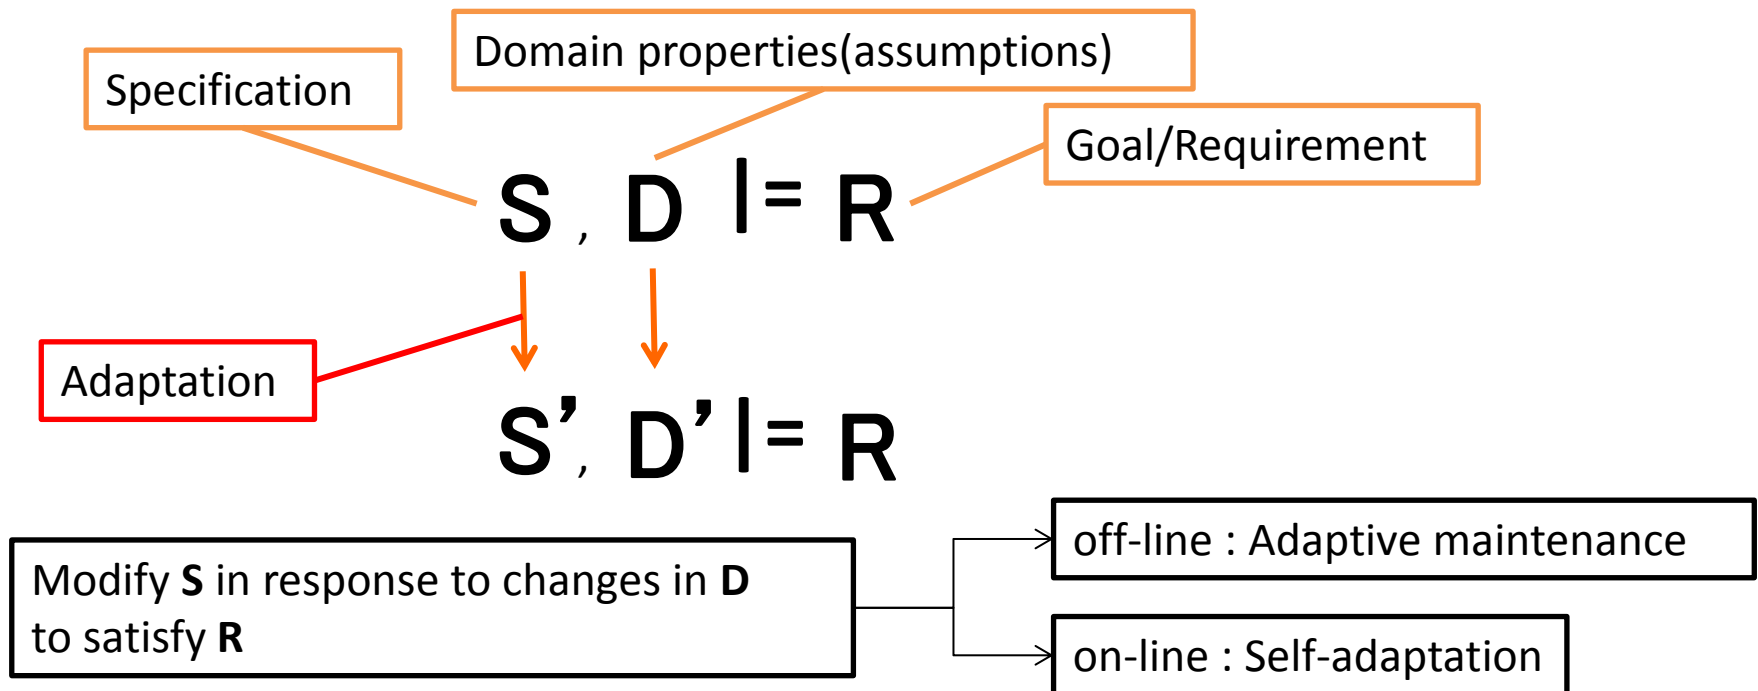 Domain properties(assumptions)
Specification
Goal/Requirement
S , D |= R
Adaptation
S’, D’ |= R
off-line : Adaptive maintenance
Modify S in response to changes in D
to satisfy R
on-line : Self-adaptation